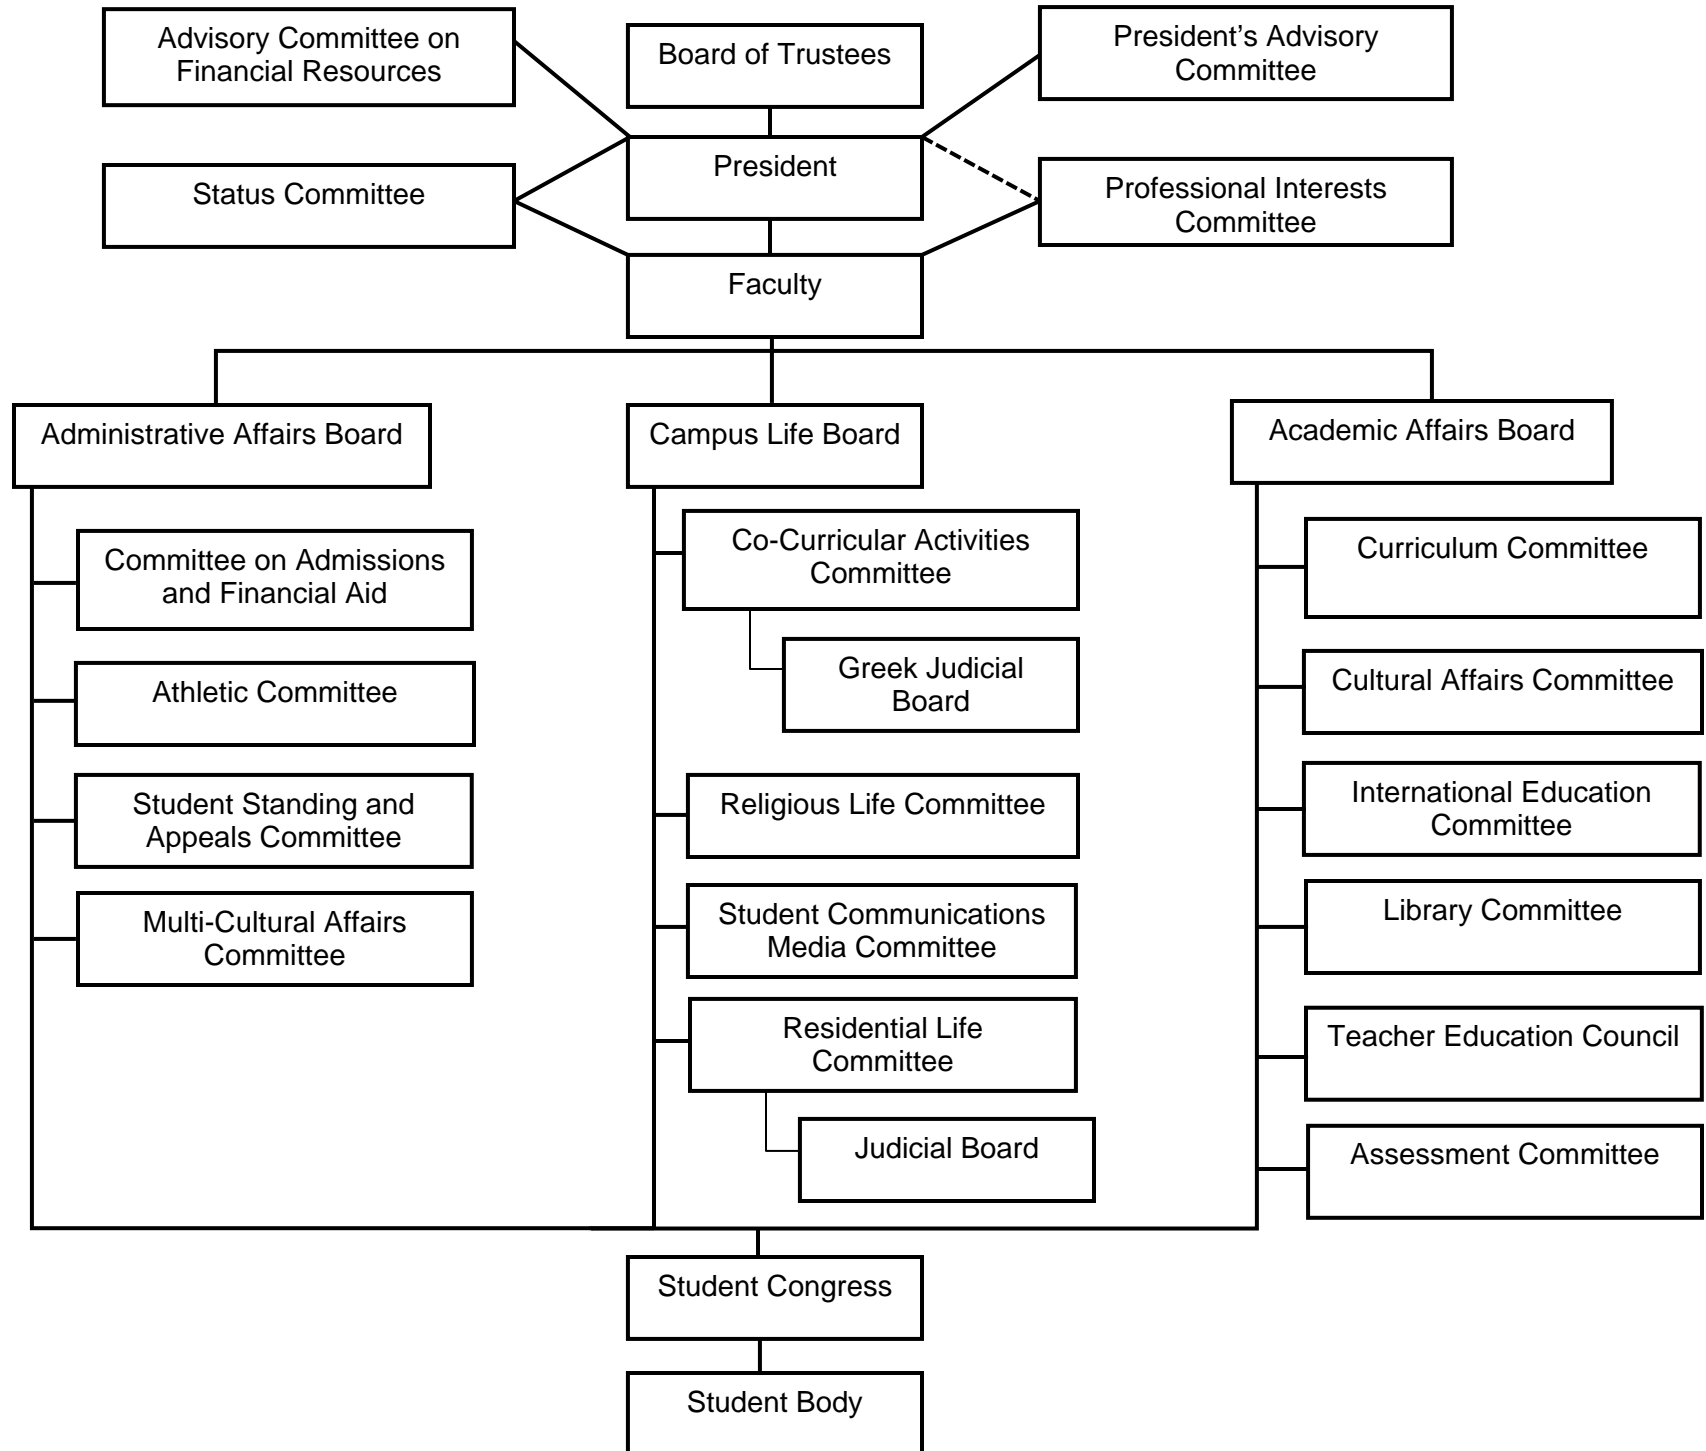 Advisory Committee on
Financial Resources
Board of Trustees
President’s Advisory
Committee
President
Status Committee
Professional Interests
Committee
Faculty
Administrative Affairs Board
Campus Life Board
Academic Affairs Board
Committee on Admissions
and Financial Aid
Athletic Committee
Student Standing and
Appeals Committee
Multi-Cultural Affairs
Committee
Co-Curricular Activities
Committee
Greek Judicial
Board
Religious Life Committee
Student Communications
Media Committee
Residential Life
Committee
Judicial Board
Curriculum Committee
Cultural Affairs Committee
International Education
Committee
Library Committee
Teacher Education Council
Assessment Committee
Student Congress
Student Body